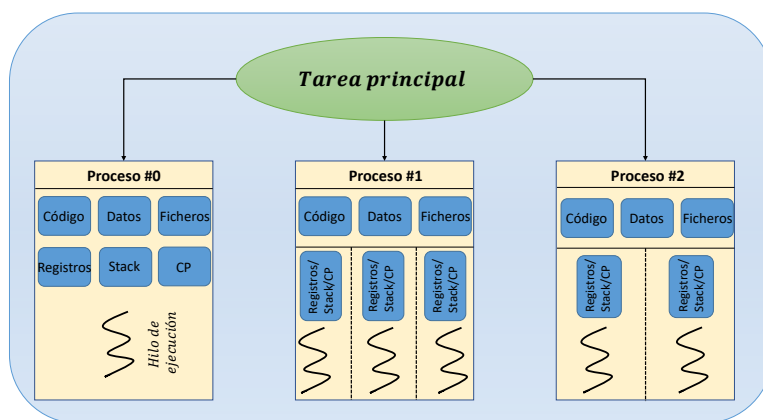 Tarea principal
Proceso #0
Código Datos Ficheros
Registros Stack CP
Hilo de
ejecución
Proceso #1
Código Datos Ficheros
Registros/
Stack/CP
Registros/
Stack/CP
Registros/
Stack/CP
Proceso #2
Código Datos Ficheros
Registros/
Stack/CP
Registros/
Stack/CP